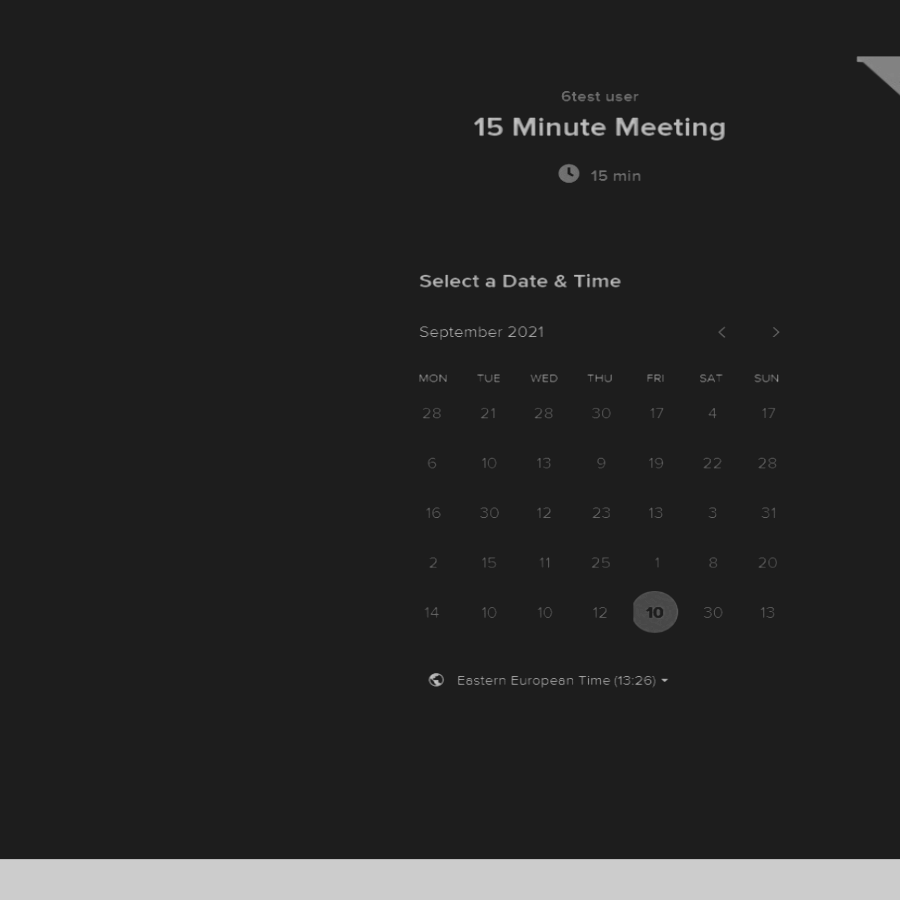 6test user
15 Minute Meeting
15 min
Select a Date & Time
September 2021
MON TUE WED THU FRI SAT SUN
28 21 28 30 17 4 17
6 10 13 9 19 22 28
16 30 12 23 13 3 31
2 15 11 25 1 8 20
14 10 10 12 10 30 13
Eastern European Time (13:26)